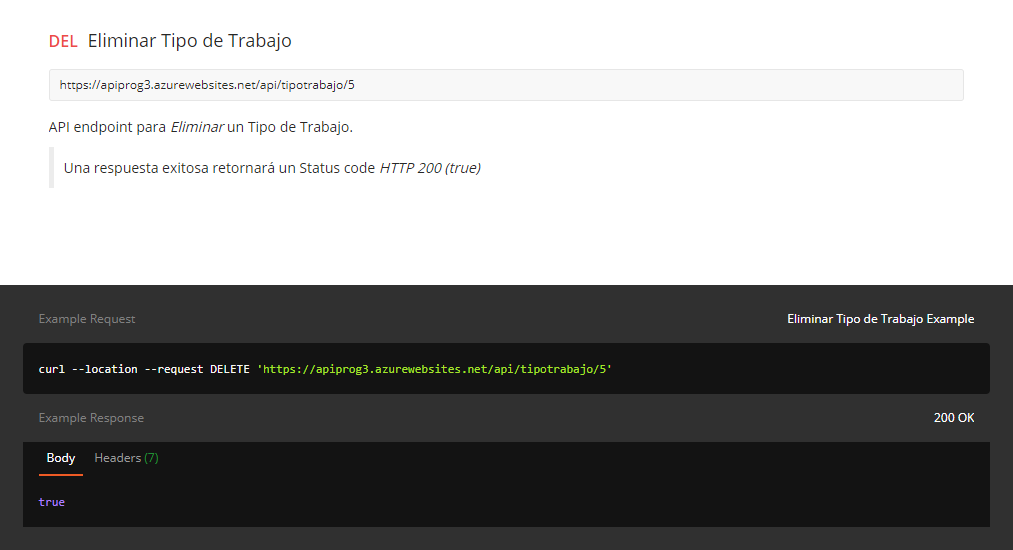 DEL Eliminar Tipo de Trabajo
https://apiprog3.azurewebsites.net/api/tipotrabajo/5
API endpoint para Eliminar un Tipo de Trabajo.
Una respuesta exitosa retornará un Status code HTTP 200 (true)
Example Request Eliminar Tipo de Trabajo Example
curl --location --request DELETE 'https://apiprog3.azurewebsites.net/api/tipotrabajo/5'
Example Response 200 OK
Body Headers (7)
true